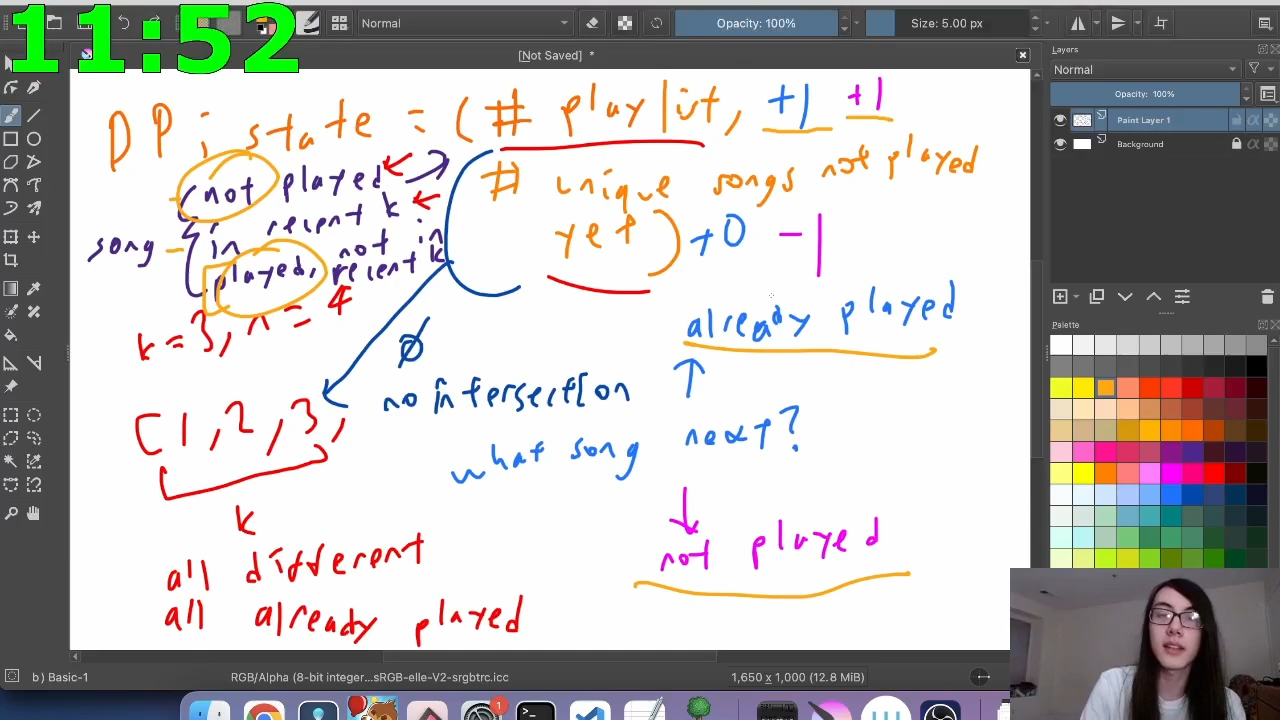 11:52
Normal
Opacity: 100%
Size: 5.00 px
[Not Saved] *
DP; state = (# playlist, +1 +1
# unique songs not played
yet) +0 -1
song
not played
in recent k
played, not in
recent k
k=3, n=4
already played
[1,2,3,
no intersection
what song next?
k
not played
all different
all already played
Layers
Normal
Opacity: 100%
Paint Layer 1
Background
Palette
b) Basic-1
RGB/Alpha (8-bit integer...sRGB-elle-V2-srgbtrc.icc
1,650 x 1,000 (12.8 MiB)
1